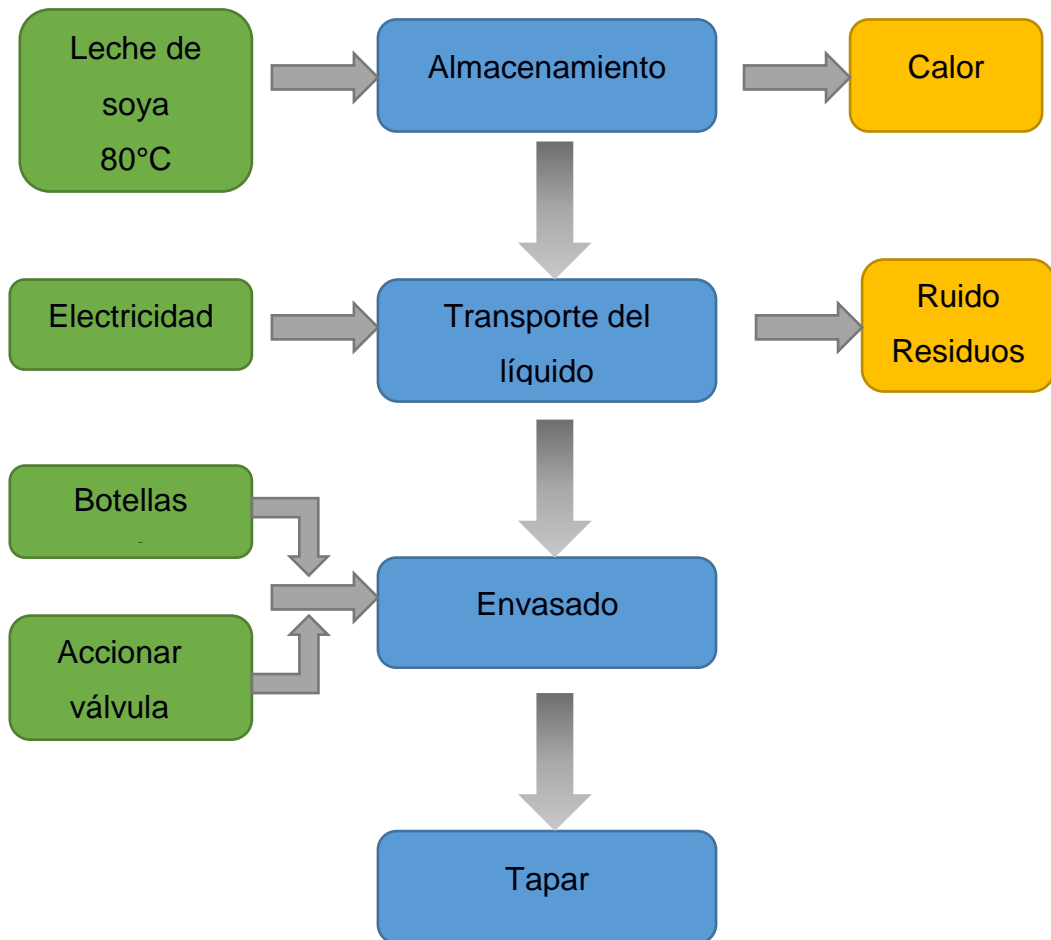 Leche de
soya
80°C
Almacenamiento
Calor
Electricidad
Transporte del
líquido
Ruido
Residuos
Botellas
Accionar
válvula
Envasado
Tapar